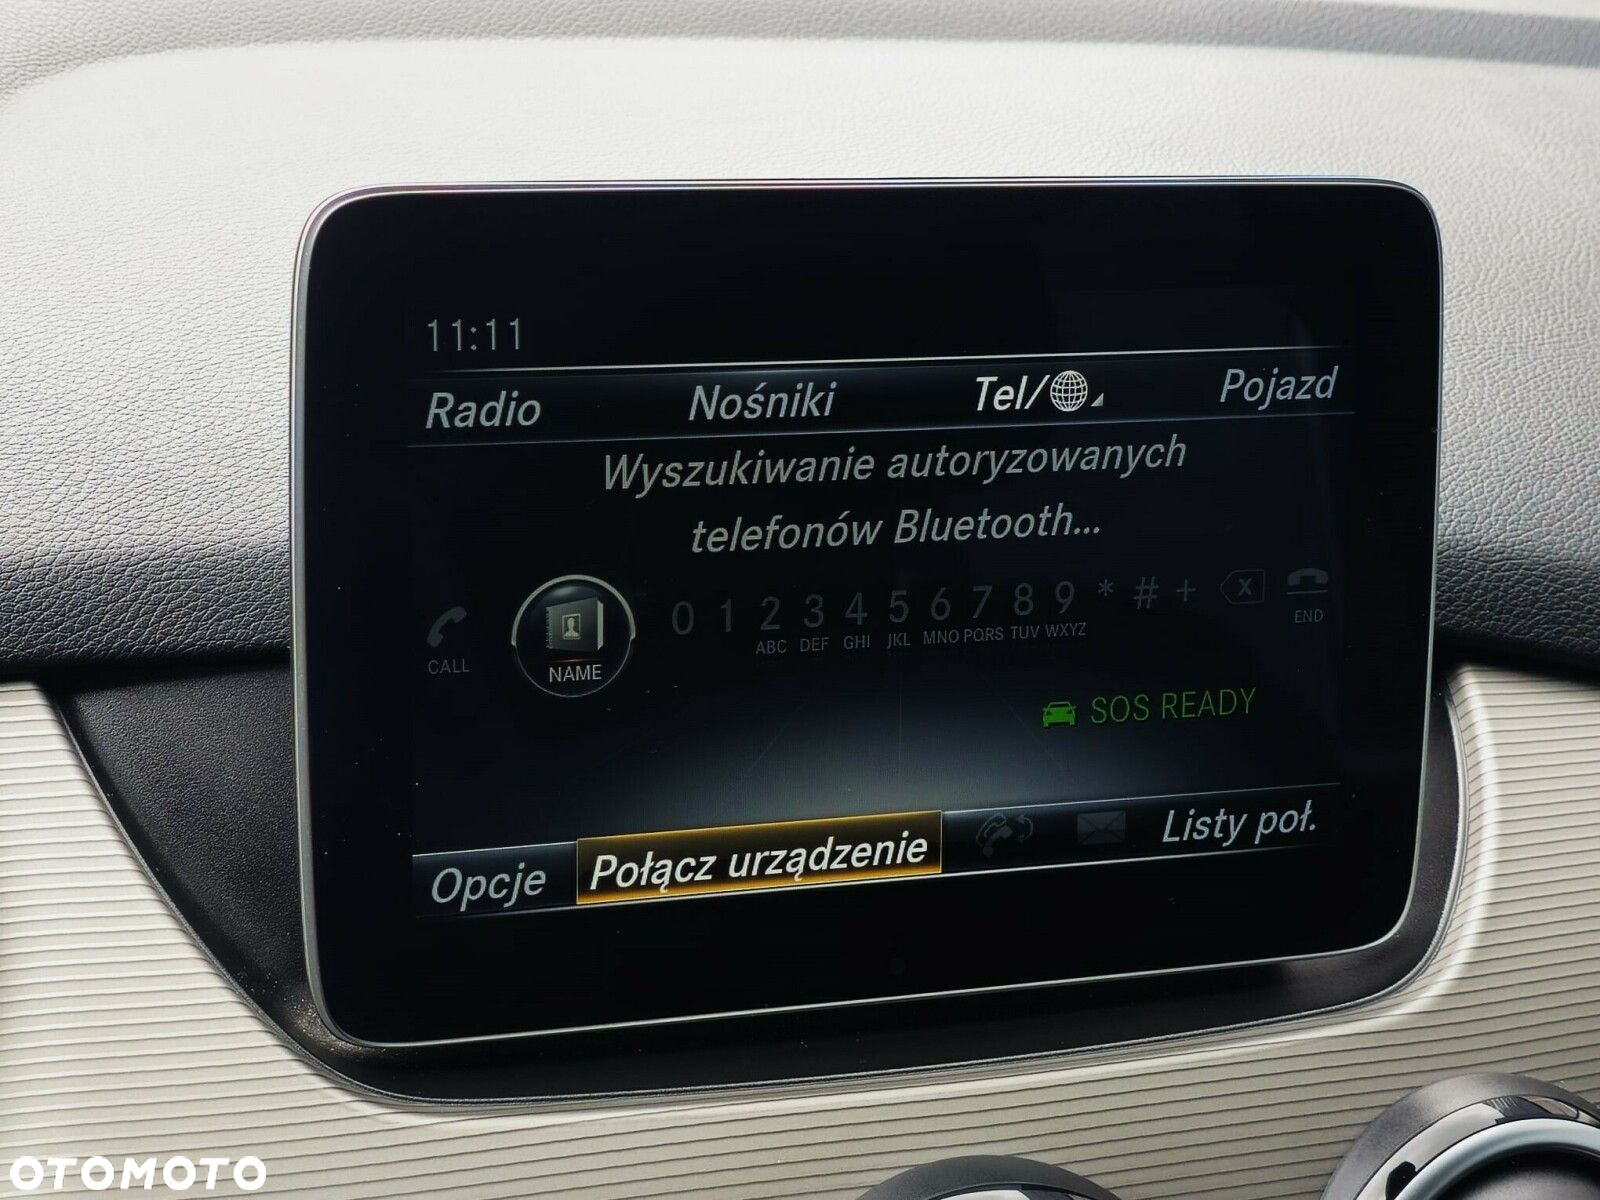 11:11
Radio Nośniki Tel/ Pojazd
Wyszukiwanie autoryzowanych
telefonów Bluetooth...
0 1 2 3 4 5 6 7 8 9 * # + X
ABC DEF GHI JKL MNO PQRS TUV WXYZ
CALL NAME END
SOS READY
Opcje Połącz urządzenie Listy poł.
OTOMOTO